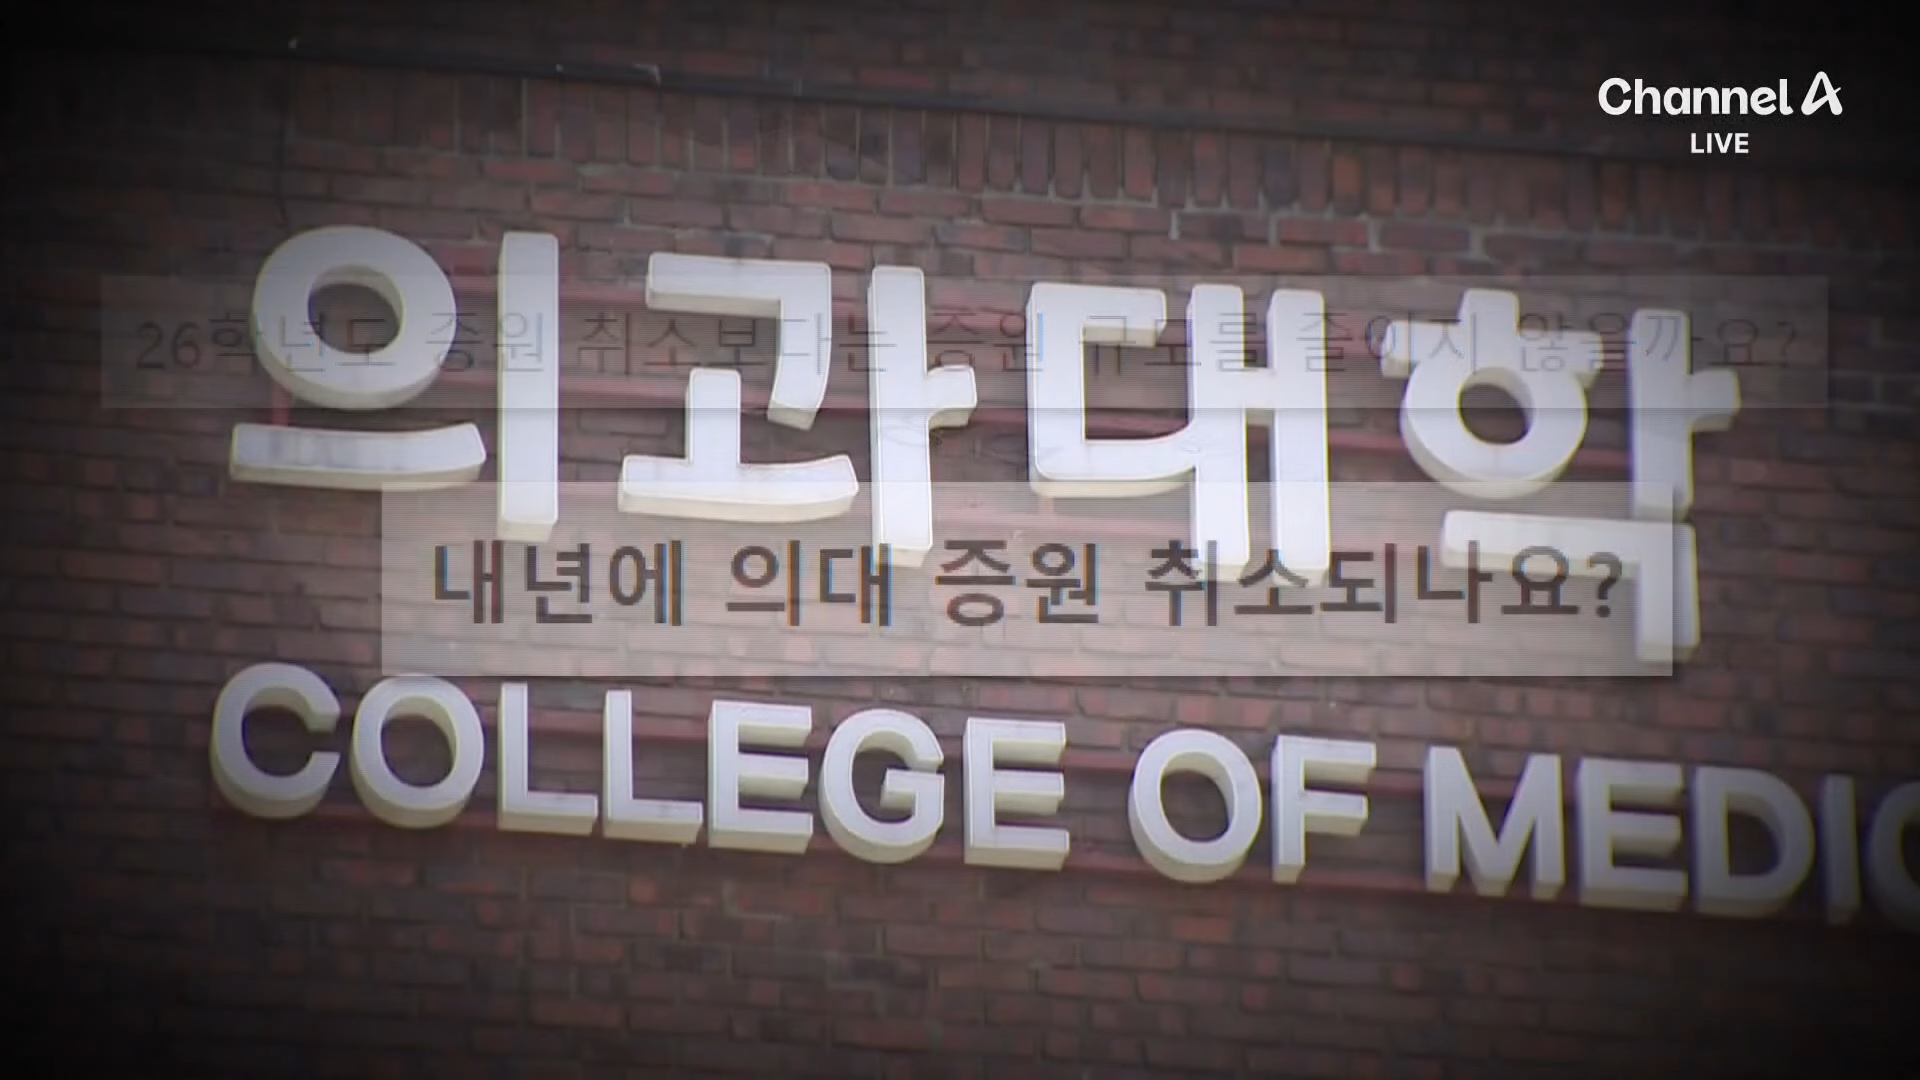 Channel A
LIVE
의과대학
26학년도 증원 취소보다는 증원 규모를 줄이지 않을까요?
내년에 의대 증원 취소되나요?
COLLEGE OF MEDIC